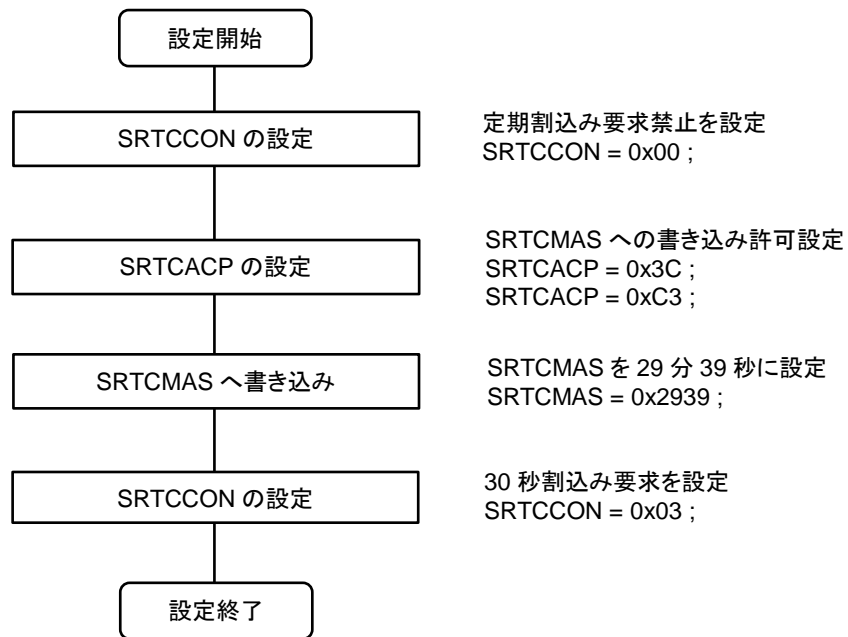 設定開始
SRTCCON の設定
定期割込み要求禁止を設定
SRTCCON = 0x00 ;
SRTCACP の設定
SRTCMAS への書き込み許可設定
SRTCACP = 0x3C ;
SRTCACP = 0xC3 ;
SRTCMAS へ書き込み
SRTCMAS を 29 分 39 秒に設定
SRTCMAS = 0x2939 ;
SRTCCON の設定
30 秒割込み要求を設定
SRTCCON = 0x03 ;
設定終了